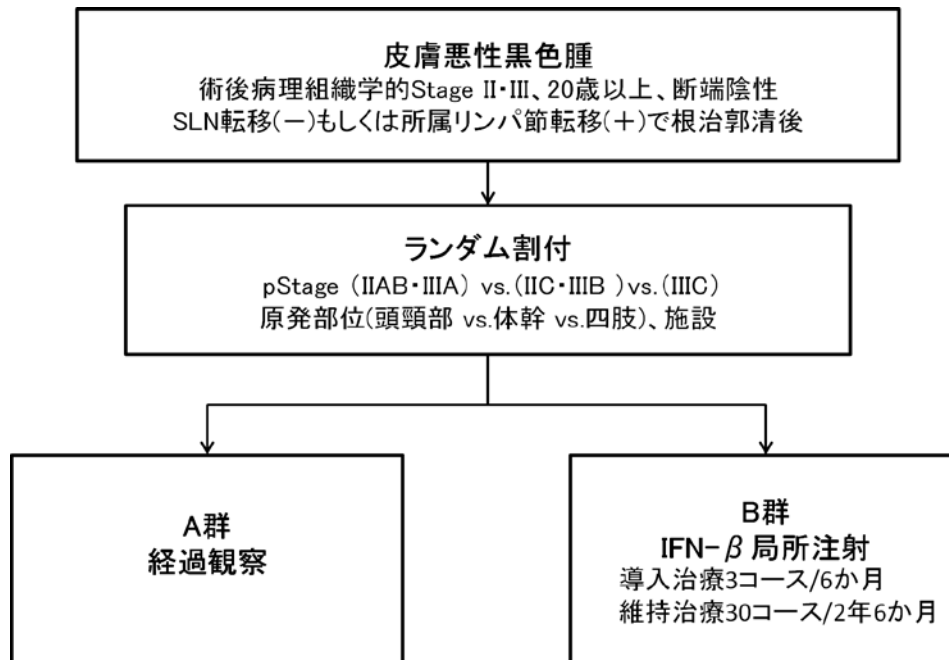 皮膚悪性黒色腫
術後病理組織学的Stage II・III、20歳以上、断端陰性
SLN転移(－)もしくは所属リンパ節転移(＋)で根治郭清後
ランダム割付
pStage (IIAB・IIIA) vs.(IIC・IIIB )vs.(IIIC)
原発部位(頭頸部 vs.体幹 vs.四肢)、施設
A群
経過観察
B群
IFN-β局所注射
導入治療3コース/6か月
維持治療30コース/2年6か月